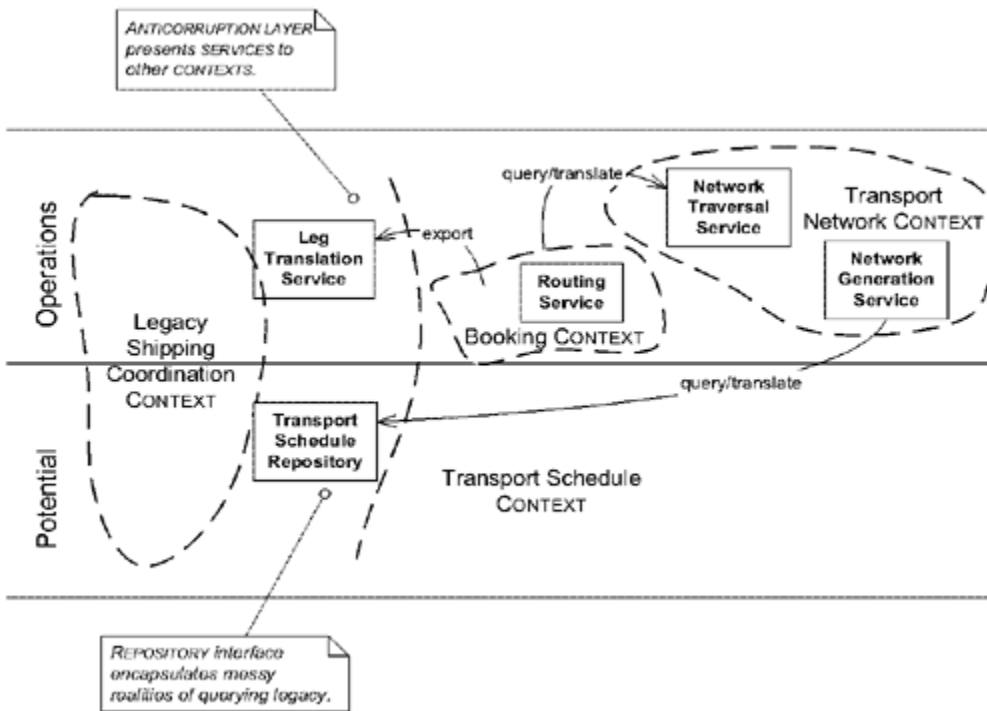 ANTICORRUPTION LAYER
presents SERVICES to
other CONTEXTS.
Operations
query/translate
Network
Traversal
Service
Transport
Network CONTEXT
Leg
Translation
Service
export
Routing
Service
Network
Generation
Service
Booking CONTEXT
Legacy
Shipping
Coordination
CONTEXT
query/translate
Potential
Transport
Schedule
Repository
Transport Schedule
CONTEXT
REPOSITORY interface
encapsulates messy
realities of querying legacy.